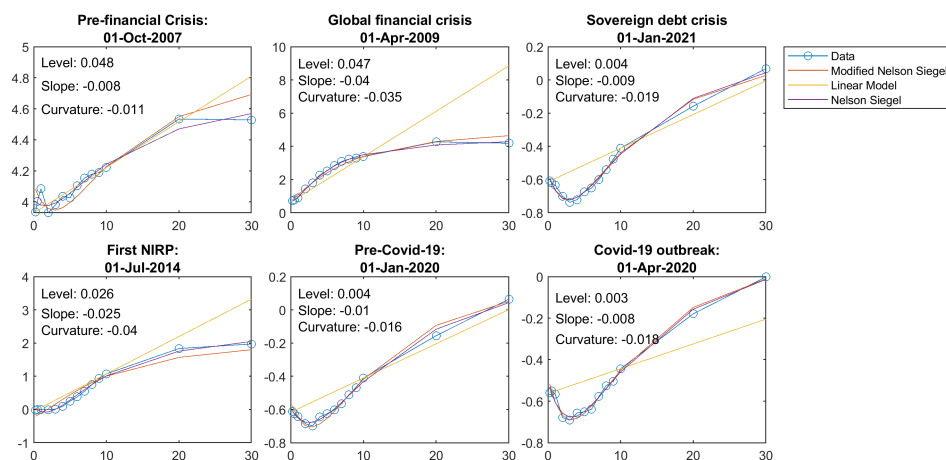 Pre-financial Crisis:
01-Oct-2007
Level: 0.048
Slope: -0.008
Curvature: -0.011
5
4.8
4.6
4.4
4.2
4
0
10
20
30
Global financial crisis
01-Apr-2009
Level: 0.047
Slope: -0.04
Curvature: -0.035
10
8
6
4
2
0
0
10
20
30
Sovereign debt crisis
01-Jan-2021
Level: 0.004
Slope: -0.009
Curvature: -0.019
0.2
0
-0.2
-0.4
-0.6
-0.8
0
10
20
30
Data
Modified Nelson Siegel
Linear Model
Nelson Siegel
First NIRP:
01-Jul-2014
Level: 0.026
Slope: -0.025
Curvature: -0.04
4
3
2
1
0
-1
0
10
20
30
Pre-Covid-19:
01-Jan-2020
Level: 0.004
Slope: -0.01
Curvature: -0.016
0.2
0
-0.2
-0.4
-0.6
-0.8
0
10
20
30
Covid-19 outbreak:
01-Apr-2020
Level: 0.003
Slope: -0.008
Curvature: -0.018
0
-0.2
-0.4
-0.6
-0.8
0
10
20
30